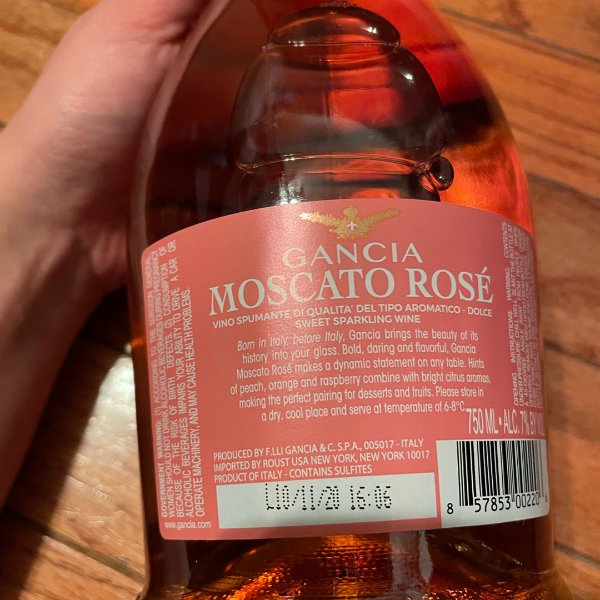 GANCIA
MOSCATO ROSÉ
VINO SPUMANTE DI QUALITA' DEL TIPO AROMATICO - DOLCE
SWEET SPARKLING WINE
Born in Italy, before Italy, Gancia brings the beauty of its
history into your glass. Bold, daring and flavorful, Gancia
Moscato Rosé makes a dynamic statement on any table. Hints
of peach, orange and raspberry combine with bright citrus aromas,
making the perfect pairing for desserts and fruits. Please store in
a dry, cool place and serve at temperature of 6-8°C.
750 ML • ALC. 7% BY VOL
PRODUCED BY F.LLI GANCIA & C. S.P.A., 005017 - ITALY
IMPORTED BY ROUST USA NEW YORK, NEW YORK 10017
PRODUCT OF ITALY - CONTAINS SULFITES
L10/11/20 16:06
8 57853 00220
www.gancia.com
GOVERNMENT WARNING: (1) ACCORDING TO THE SURGEON GENERAL,
WOMEN SHOULD NOT DRINK ALCOHOLIC BEVERAGES DURING PREGNANCY
BECAUSE OF THE RISK OF BIRTH DEFECTS. (2) CONSUMPTION OF
ALCOHOLIC BEVERAGES IMPAIRS YOUR ABILITY TO DRIVE A CAR OR
OPERATE MACHINERY, AND MAY CAUSE HEALTH PROBLEMS.
OPENING INSTRUCTION: WARNING, CONTENTS